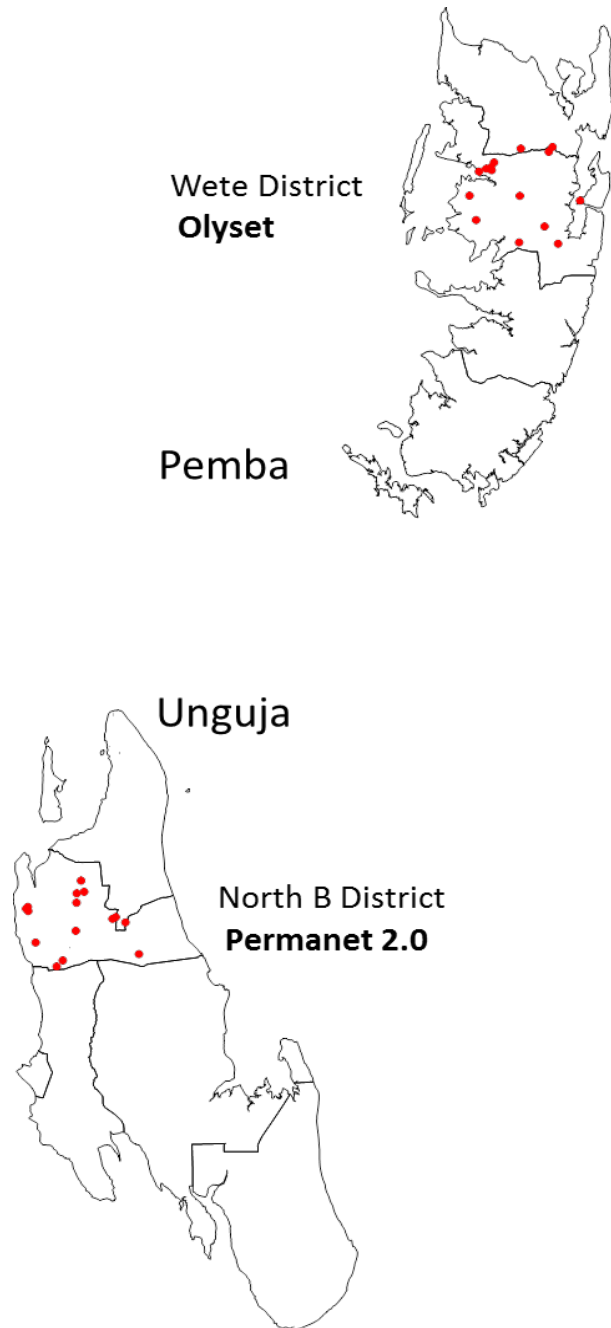 Wete District
Olyset
Pemba
Unguja
North B District
Permanet 2.0